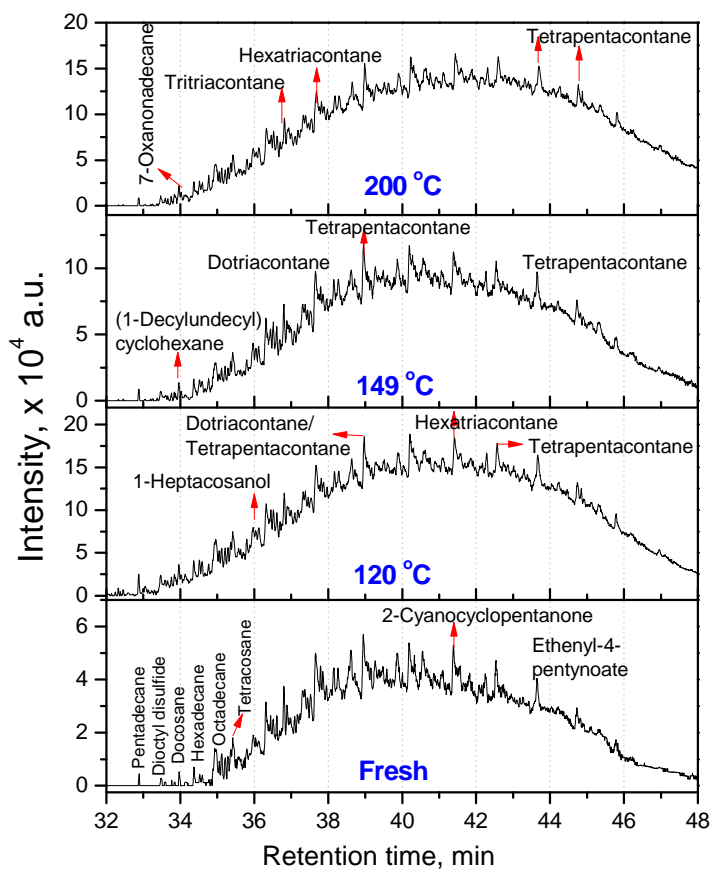 Intensity, x 10⁴ a.u.
20
15
10
5
0
7-Oxanonadecane
Tritriacontane
Hexatriacontane
Tetrapentacontane
200 °C
10
5
0
(1-Decylundecyl)
cyclohexane
Dotriacontane
Tetrapentacontane
Tetrapentacontane
149 °C
20
15
10
5
0
1-Heptacosanol
Dotriacontane/
Tetrapentacontane
Hexatriacontane
Tetrapentacontane
120 °C
6
4
2
0
Pentadecane
Dioctyl disulfide
Docosane
Hexadecane
Octadecane
Tetracosane
2-Cyanocyclopentanone
Ethenyl-4-
pentynoate
Fresh
32 34 36 38 40 42 44 46 48
Retention time, min